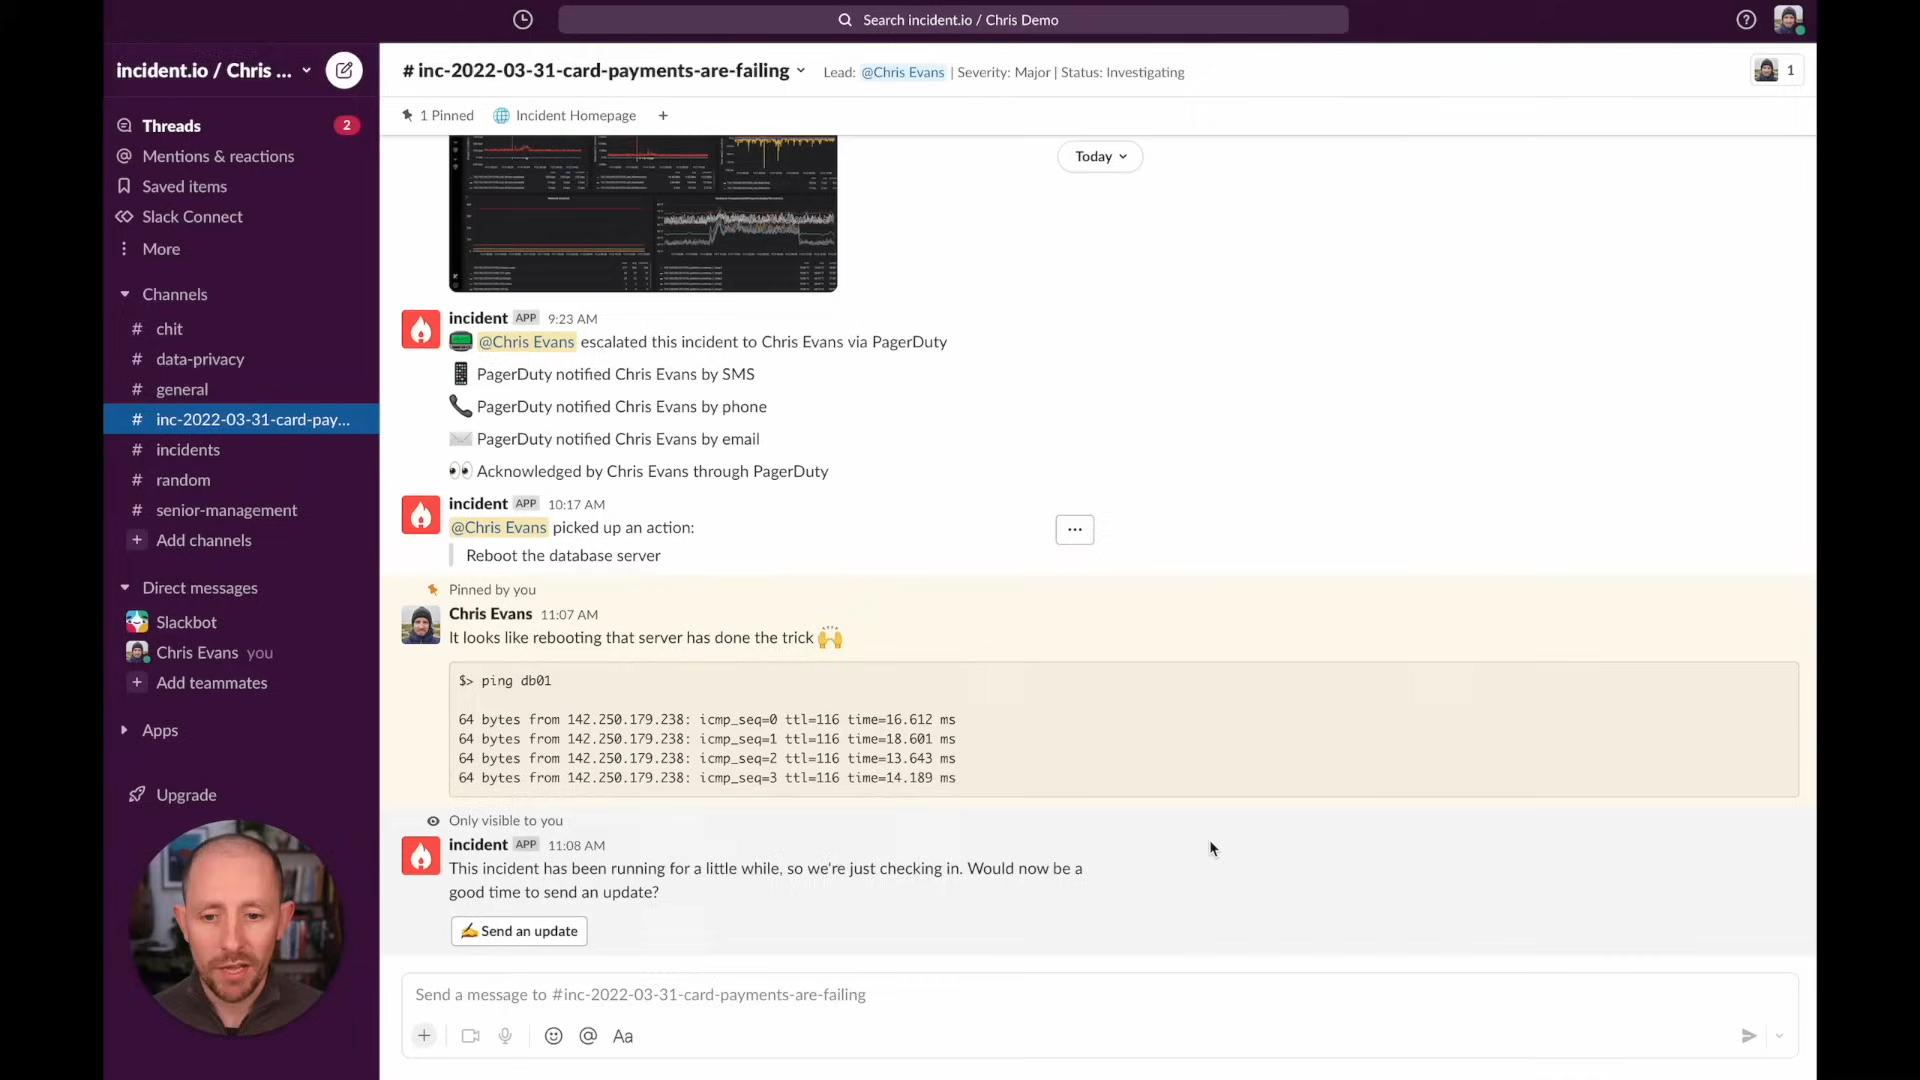 Search incident.io / Chris Demo
incident.io / Chris ...
Threads
2
Mentions & reactions
Saved items
Slack Connect
More
Channels
# chit
# data-privacy
# general
# inc-2022-03-31-card-pay...
# incidents
# random
# senior-management
+ Add channels
Direct messages
Slackbot
Chris Evans you
+ Add teammates
Apps
Upgrade
# inc-2022-03-31-card-payments-are-failing
Lead: @Chris Evans | Severity: Major | Status: Investigating
1
1 Pinned
Incident Homepage
+
Today
incident APP 9:23 AM
@Chris Evans escalated this incident to Chris Evans via PagerDuty
PagerDuty notified Chris Evans by SMS
PagerDuty notified Chris Evans by phone
PagerDuty notified Chris Evans by email
Acknowledged by Chris Evans through PagerDuty
incident APP 10:17 AM
@Chris Evans picked up an action:
Reboot the database server
Pinned by you
Chris Evans 11:07 AM
It looks like rebooting that server has done the trick 🙌
$> ping db01
64 bytes from 142.250.179.238: icmp_seq=0 ttl=116 time=16.612 ms
64 bytes from 142.250.179.238: icmp_seq=1 ttl=116 time=18.601 ms
64 bytes from 142.250.179.238: icmp_seq=2 ttl=116 time=13.643 ms
64 bytes from 142.250.179.238: icmp_seq=3 ttl=116 time=14.189 ms
Only visible to you
incident APP 11:08 AM
This incident has been running for a little while, so we're just checking in. Would now be a
good time to send an update?
✍️ Send an update
Send a message to #inc-2022-03-31-card-payments-are-failing
Aa